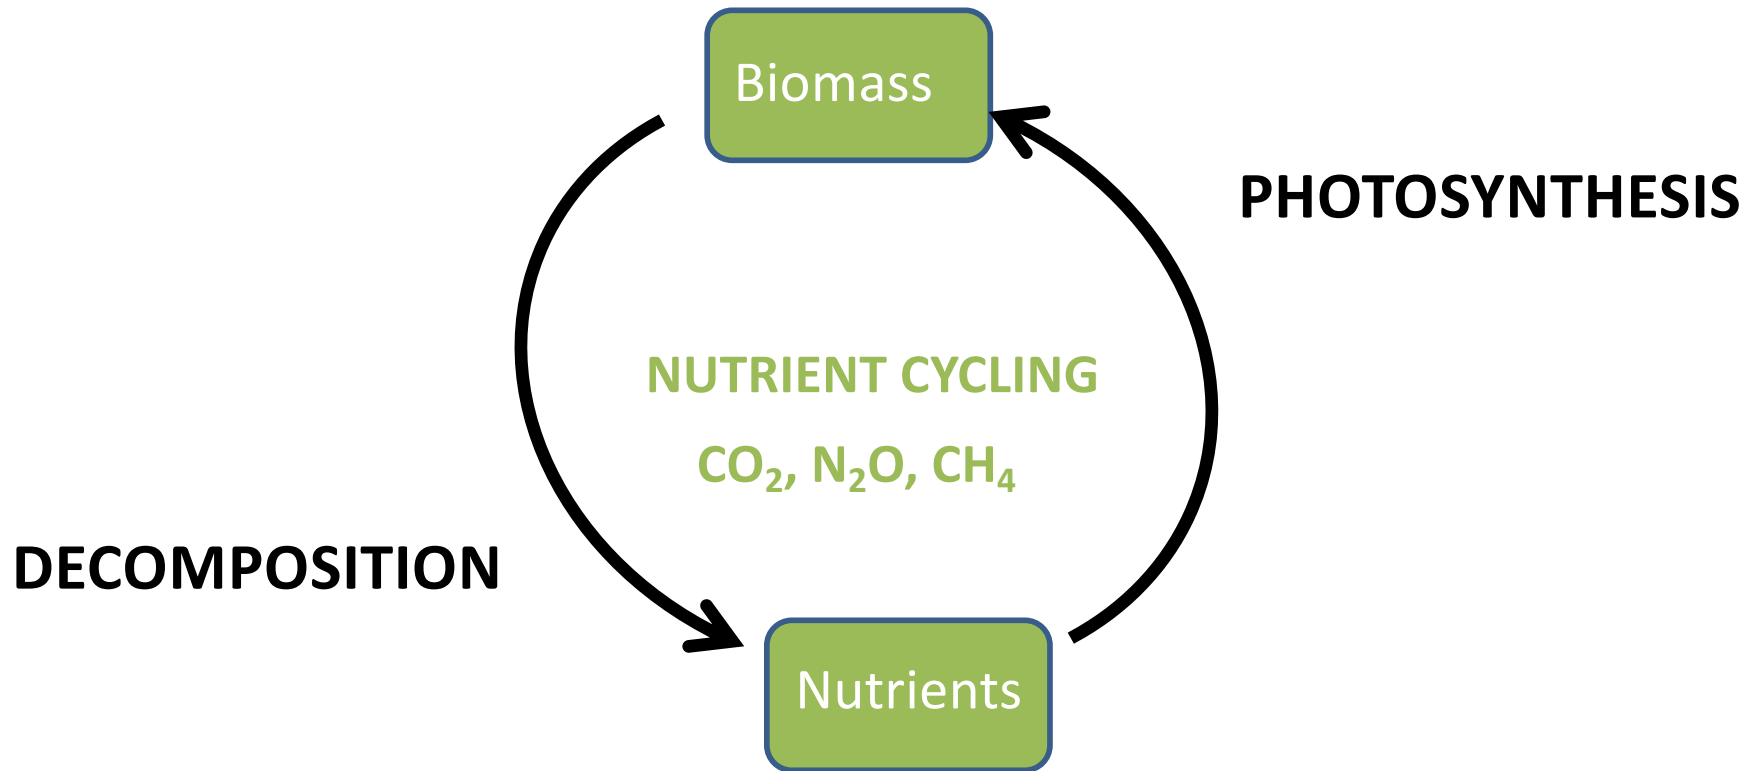 Biomass
PHOTOSYNTHESIS
NUTRIENT CYCLING
CO₂, N₂O, CH₄
DECOMPOSITION
Nutrients